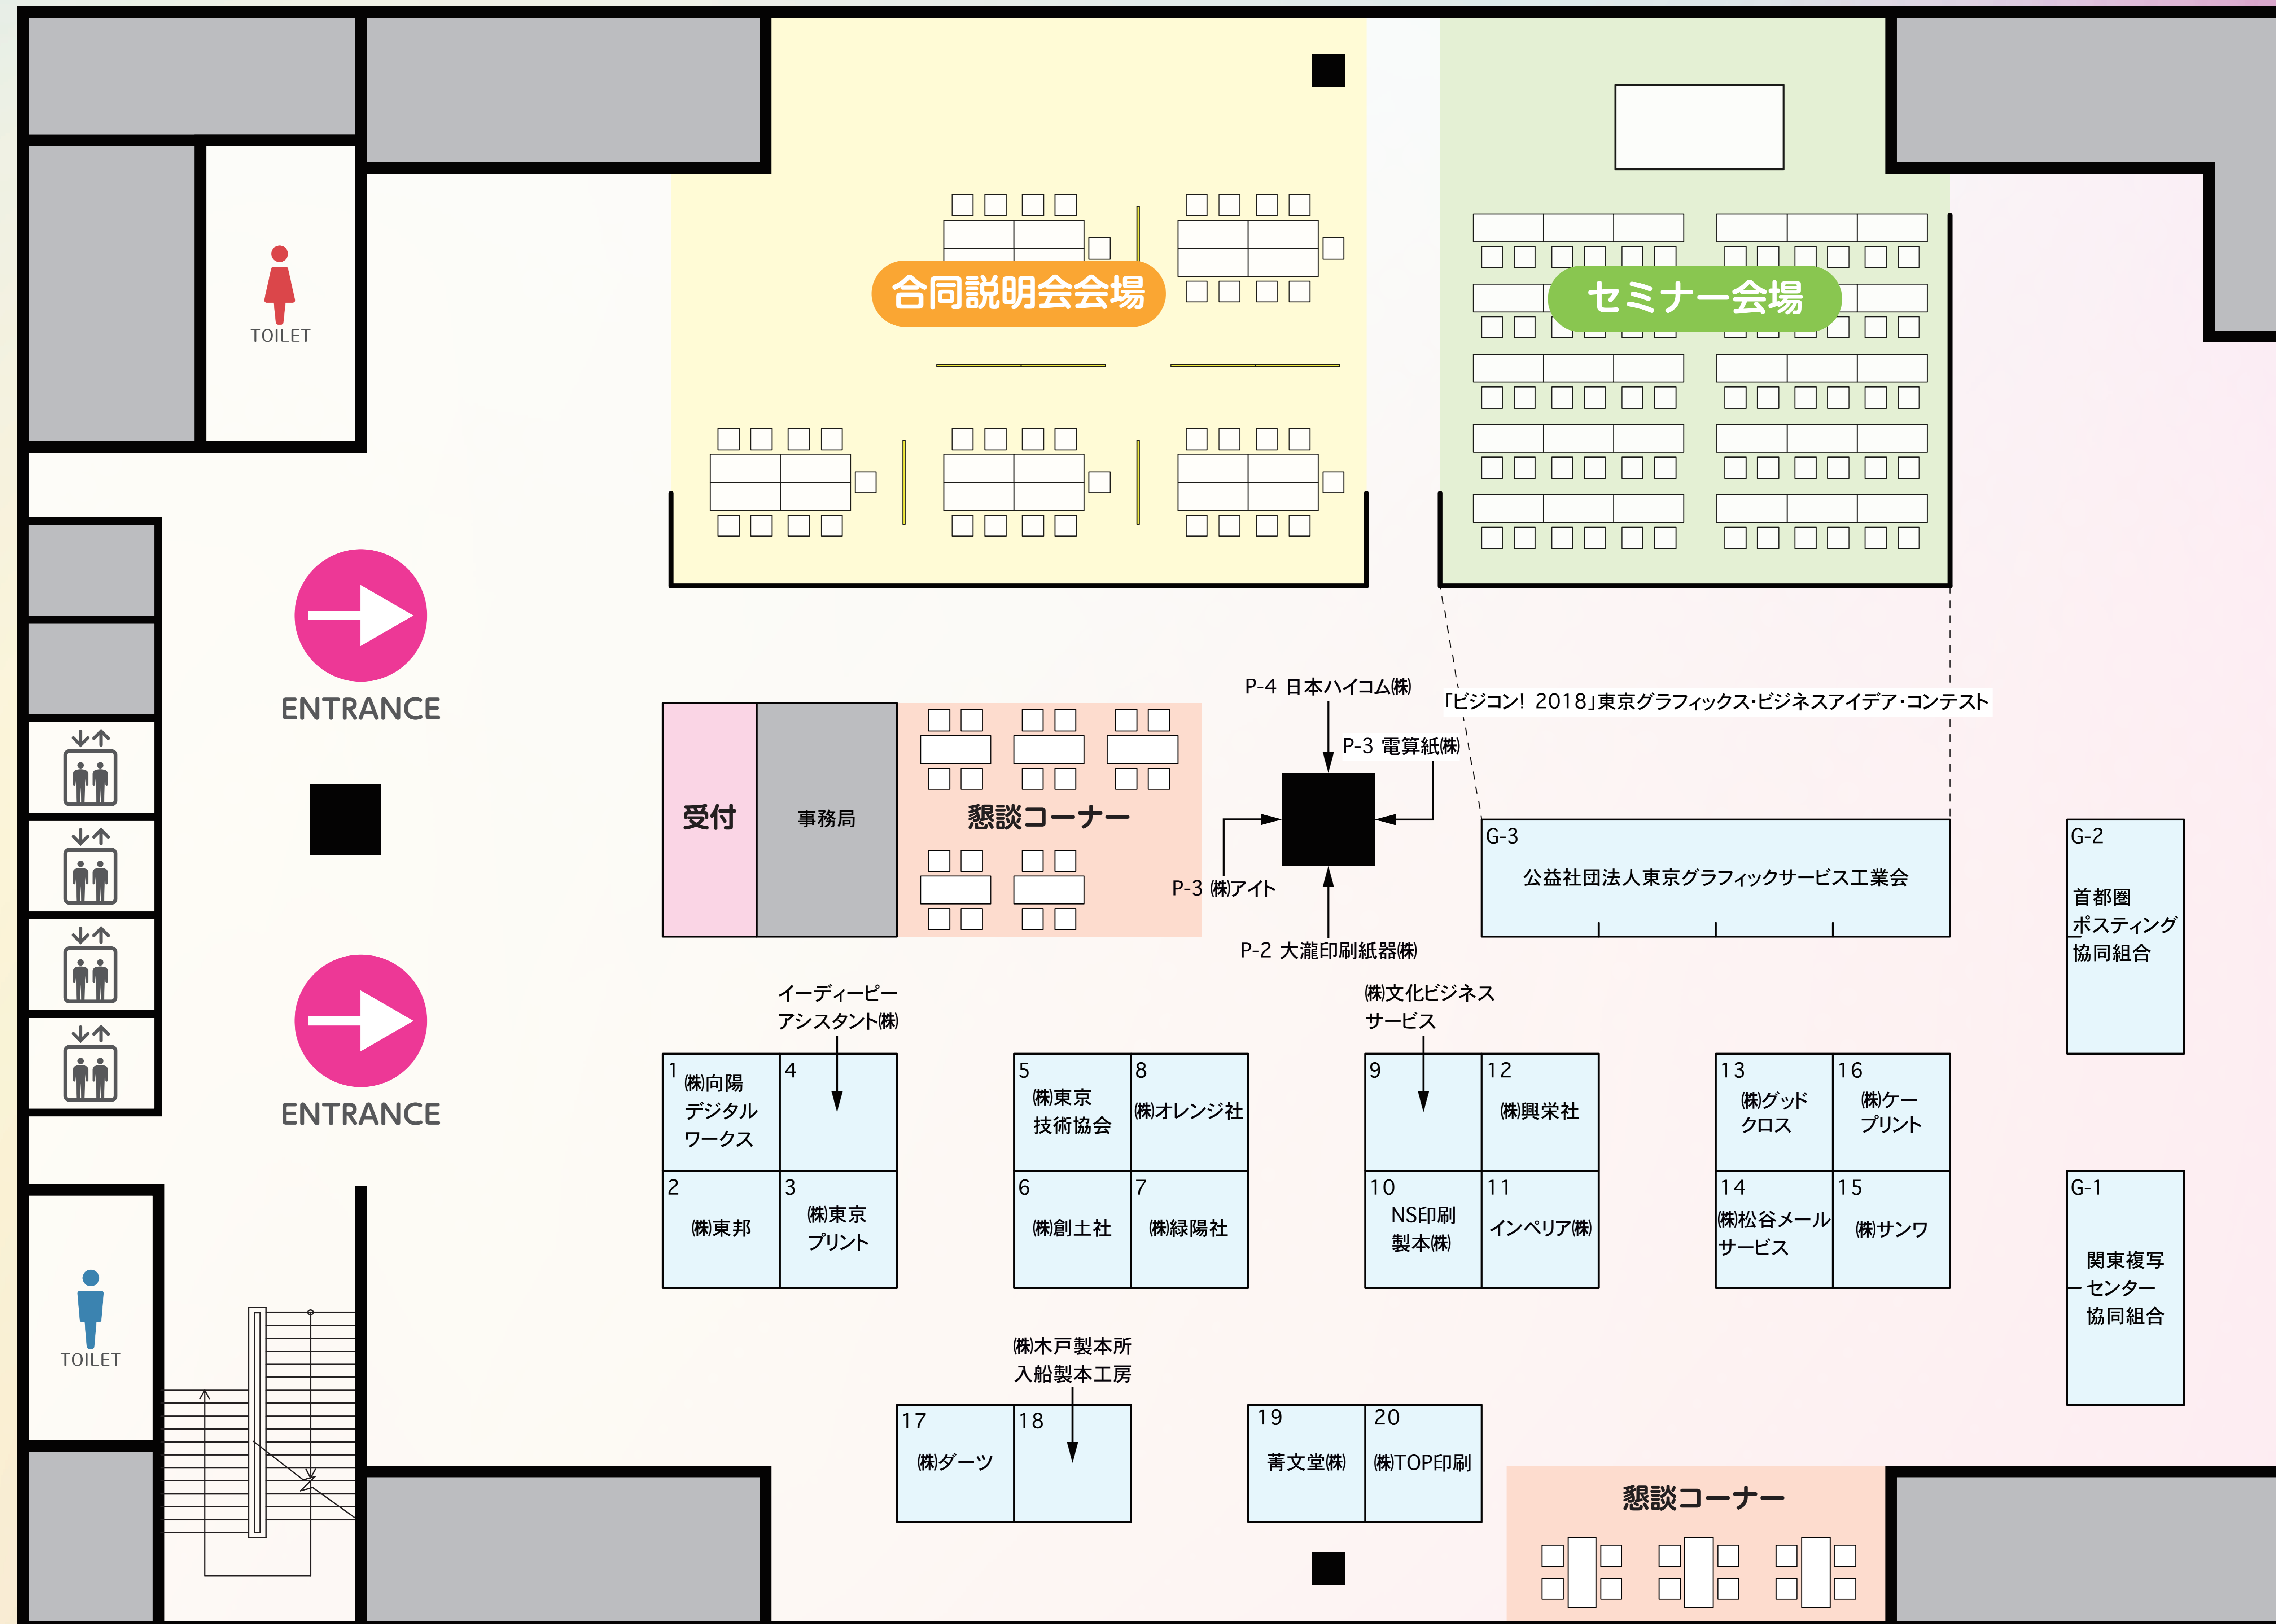 TOILET
合同説明会会場
セミナー会場
ENTRANCE
P-4 日本ハイコム㈱
「ビジコン! 2018」東京グラフィックス・ビジネスアイデア・コンテスト
P-3 電算紙㈱
受付
事務局
懇談コーナー
P-3 ㈱アイト
P-2 大瀧印刷紙器㈱
G-3
公益社団法人東京グラフィックサービス工業会
G-2
首都圏
ポスティング
協同組合
ENTRANCE
イーディーピー
アシスタント㈱
㈱文化ビジネス
サービス
1
㈱向陽
デジタル
ワークス
4
5
㈱東京
技術協会
8
㈱オレンジ社
9
12
㈱興栄社
13
㈱グッド
クロス
16
㈱ケー
プリント
2
㈱東邦
3
㈱東京
プリント
6
㈱創土社
7
㈱緑陽社
10
NS印刷
製本㈱
11
インペリア㈱
14
㈱松谷メール
サービス
15
㈱サンワ
G-1
関東複写
センター
協同組合
TOILET
㈱木戸製本所
入船製本工房
17
㈱ダーツ
18
19
菁文堂㈱
20
㈱TOP印刷
懇談コーナー